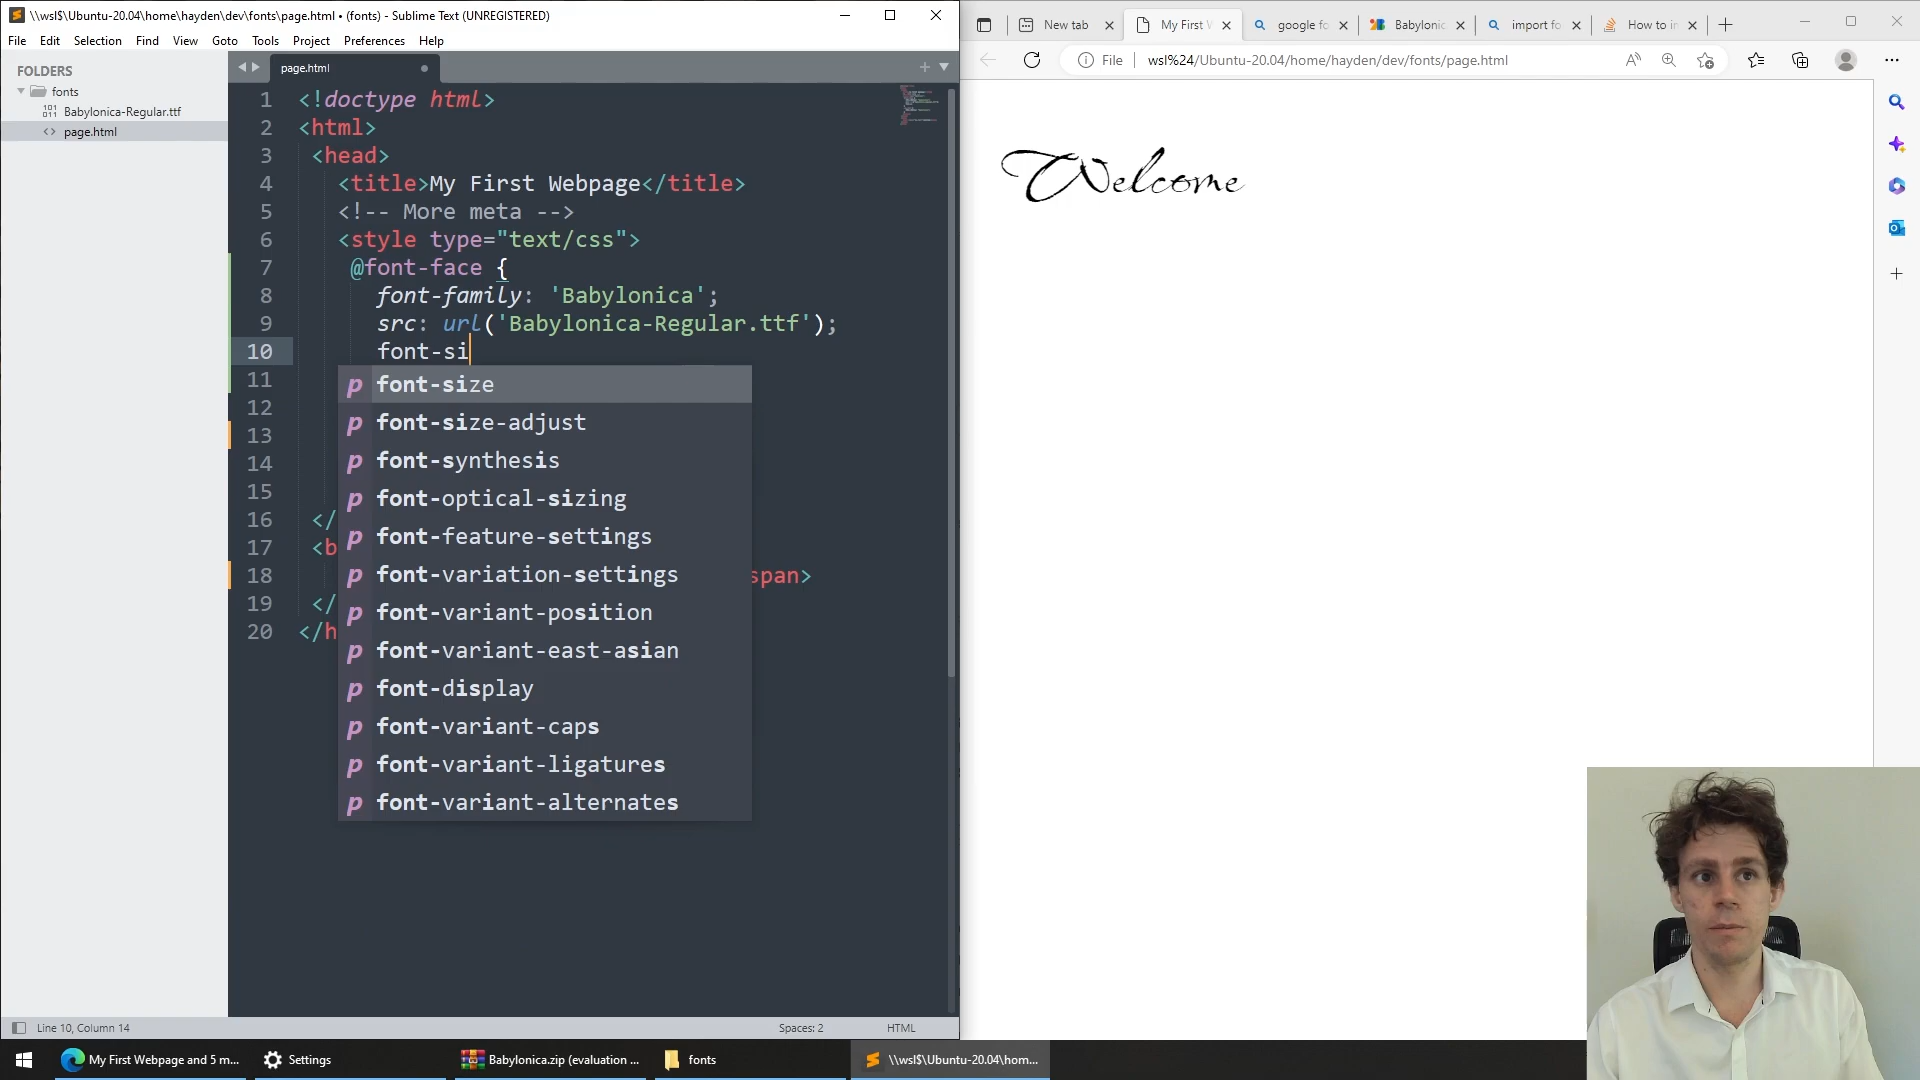 \\wsl$\Ubuntu-20.04\home\hayden\dev\fonts\page.html • (fonts) - Sublime Text (UNREGISTERED)
File Edit Selection Find View Goto Tools Project Preferences Help
FOLDERS
fonts
Babylonica-Regular.ttf
page.html
page.html
1 <!doctype html>
2 <html>
3 <head>
4 <title>My First Webpage</title>
5 <!-- More meta -->
6 <style type="text/css">
7 @font-face {
8 font-family: 'Babylonica';
9 src: url('Babylonica-Regular.ttf');
10 font-si
11
12
13
14
15
16 </
17 <b
18 span>
19 </
20 </h
p font-size
p font-size-adjust
p font-synthesis
p font-optical-sizing
p font-feature-settings
p font-variation-settings
p font-variant-position
p font-variant-east-asian
p font-display
p font-variant-caps
p font-variant-ligatures
p font-variant-alternates
Line 10, Column 14
Spaces: 2
HTML
New tab
My First W
google fo
Babylonic
import fo
How to in
File
wsl%24/Ubuntu-20.04/home/hayden/dev/fonts/page.html
Welcome
My First Webpage and 5 m...
Settings
Babylonica.zip (evaluation ...
fonts
\\wsl$\Ubuntu-20.04\hom...